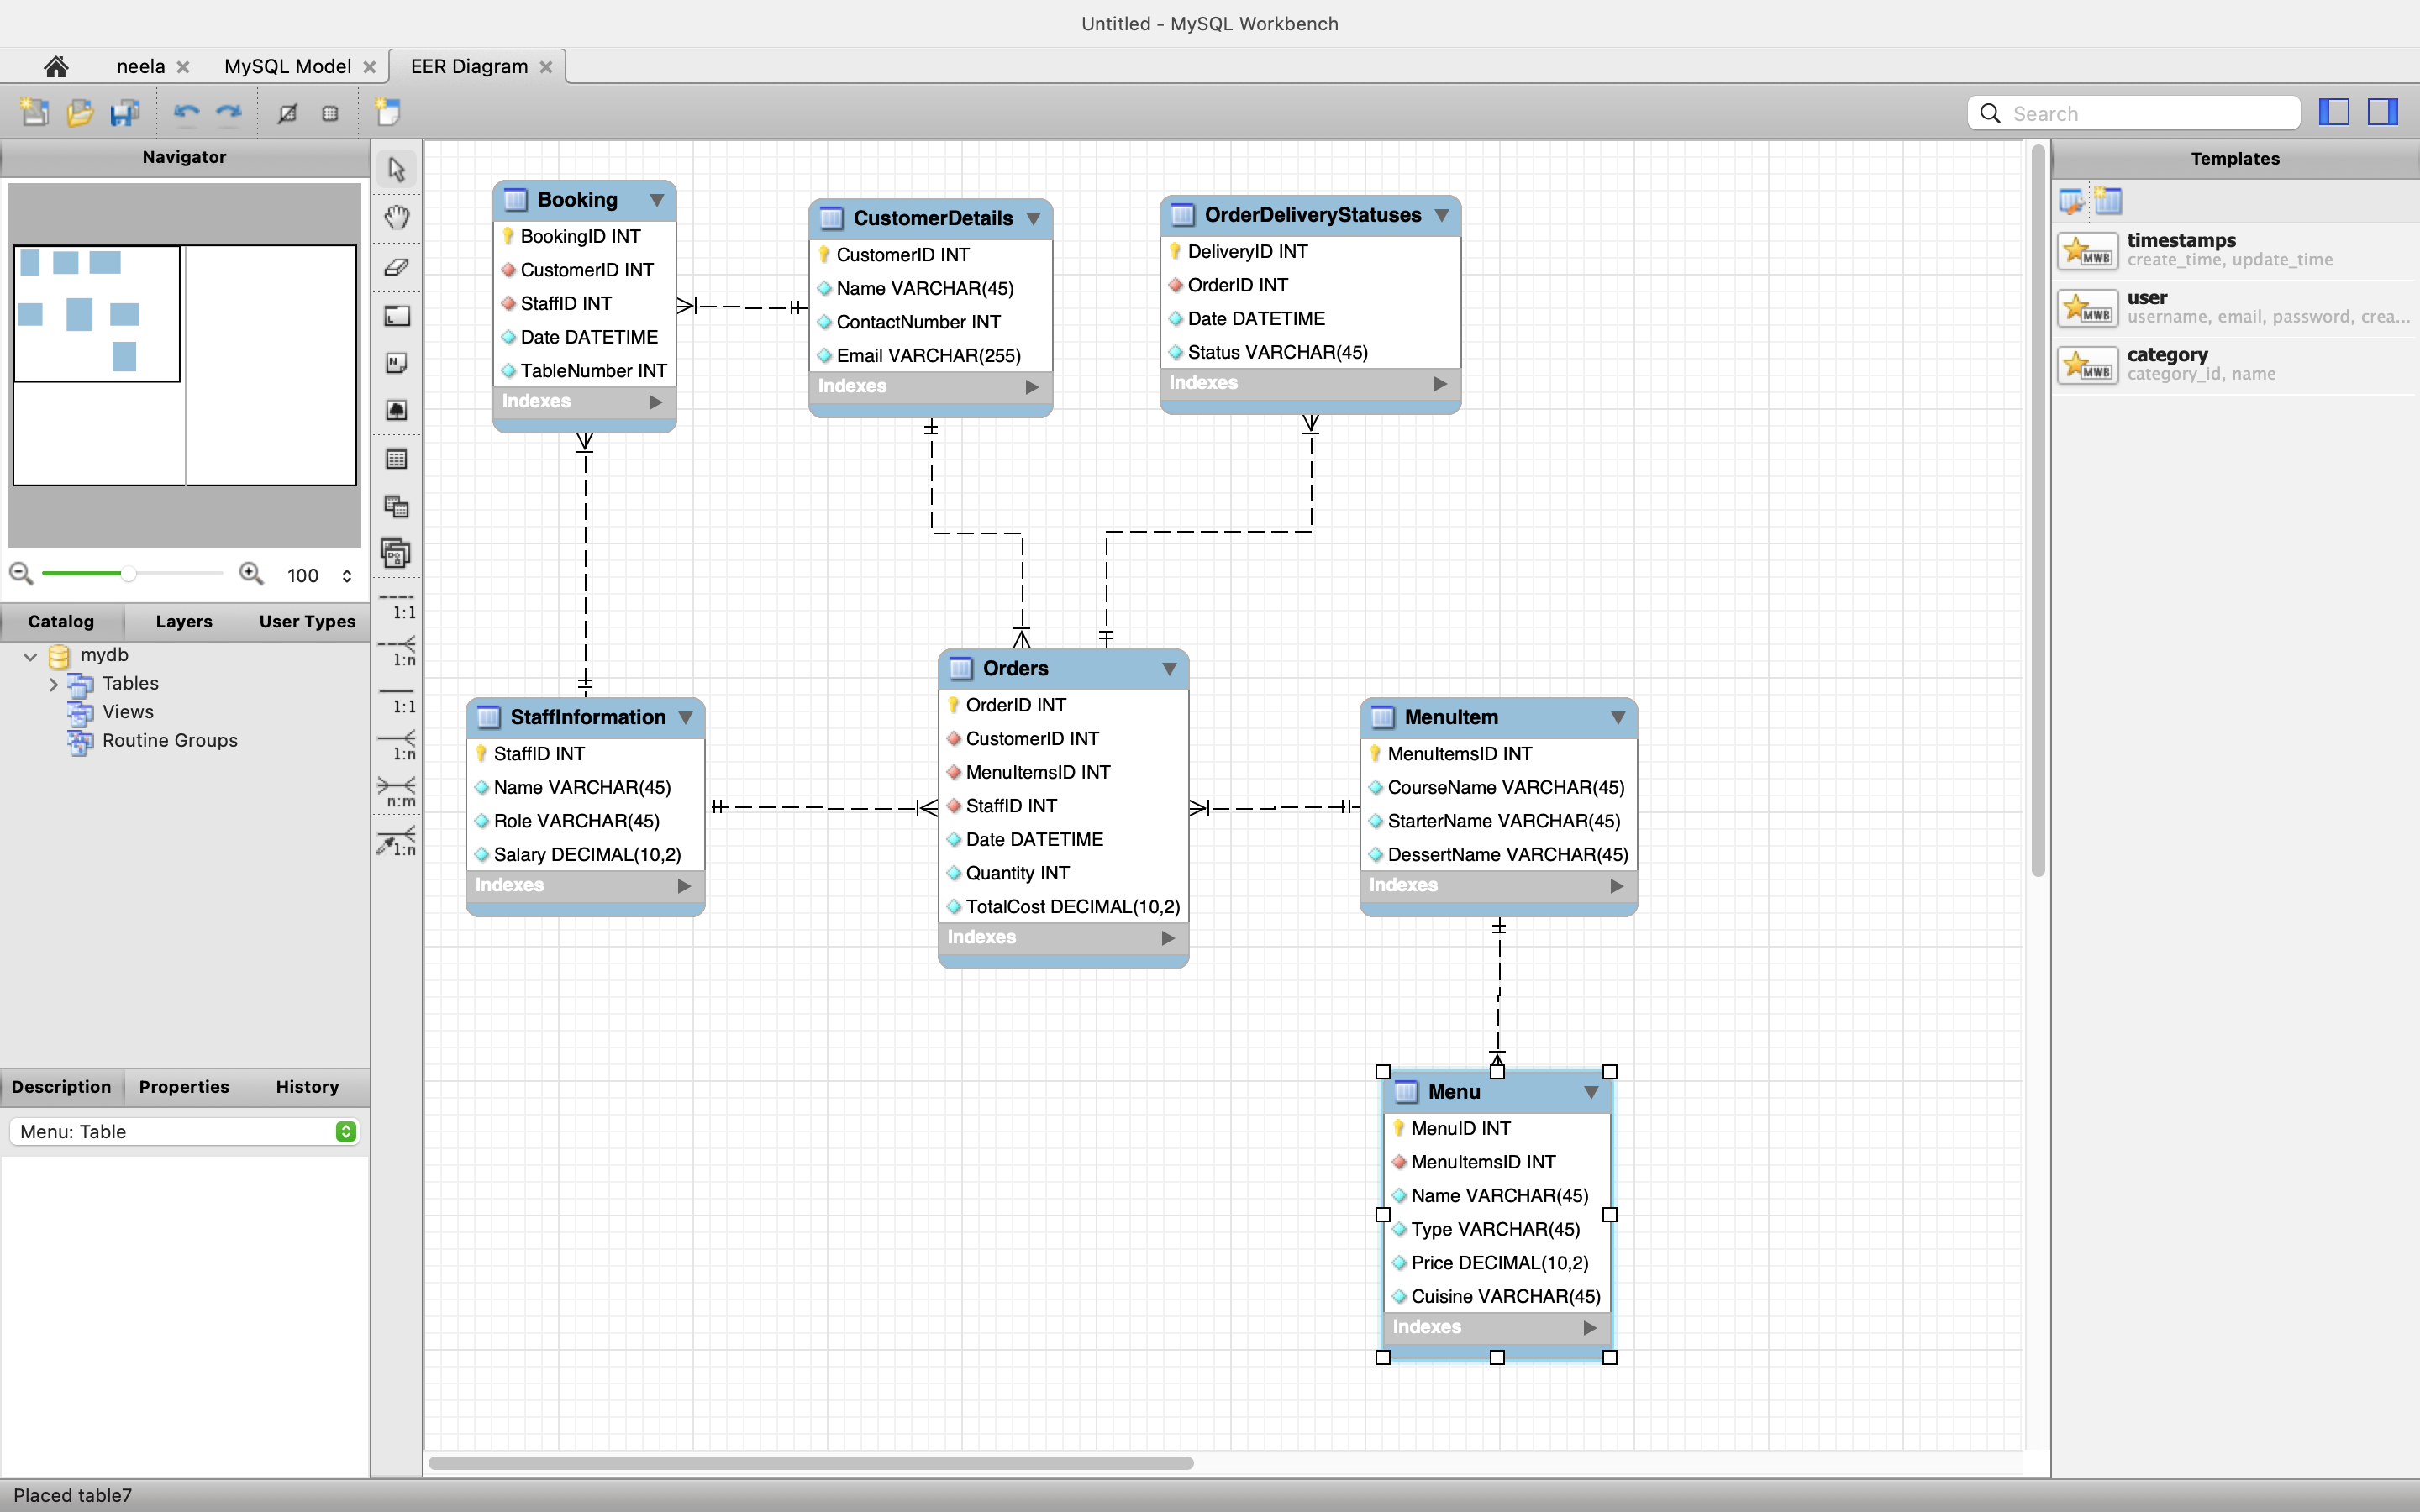 Untitled - MySQL Workbench
neela
MySQL Model
EER Diagram
Search
Navigator
100
Catalog Layers User Types
mydb
Tables
Views
Routine Groups
Description Properties History
Menu: Table
Placed table7
1:1
1:n
1:1
1:n
n:m
1:n
Booking
BookingID INT
CustomerID INT
StaffID INT
Date DATETIME
TableNumber INT
Indexes
CustomerDetails
CustomerID INT
Name VARCHAR(45)
ContactNumber INT
Email VARCHAR(255)
Indexes
OrderDeliveryStatuses
DeliveryID INT
OrderID INT
Date DATETIME
Status VARCHAR(45)
Indexes
StaffInformation
StaffID INT
Name VARCHAR(45)
Role VARCHAR(45)
Salary DECIMAL(10,2)
Indexes
Orders
OrderID INT
CustomerID INT
MenuItemsID INT
StaffID INT
Date DATETIME
Quantity INT
TotalCost DECIMAL(10,2)
Indexes
MenuItem
MenuItemsID INT
CourseName VARCHAR(45)
StarterName VARCHAR(45)
DessertName VARCHAR(45)
Indexes
Menu
MenuID INT
MenuItemsID INT
Name VARCHAR(45)
Type VARCHAR(45)
Price DECIMAL(10,2)
Cuisine VARCHAR(45)
Indexes
Templates
MWB
timestamps
create_time, update_time
MWB
user
username, email, password, crea...
MWB
category
category_id, name